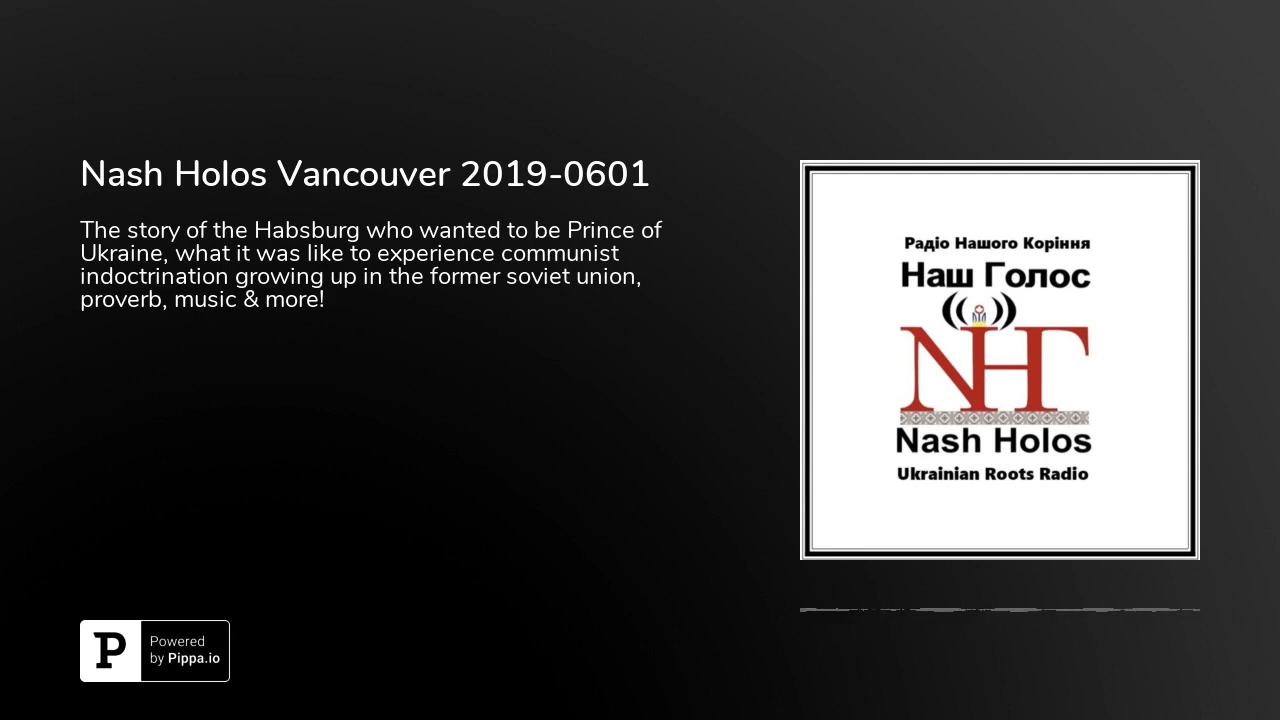 Nash Holos Vancouver 2019-0601
The story of the Habsburg who wanted to be Prince of
Ukraine, what it was like to experience communist
indoctrination growing up in the former soviet union,
proverb, music & more!
Радіо Нашого Коріння
Наш Голос
NHГ
Nash Holos
Ukrainian Roots Radio
P
Powered
by Pippa.io